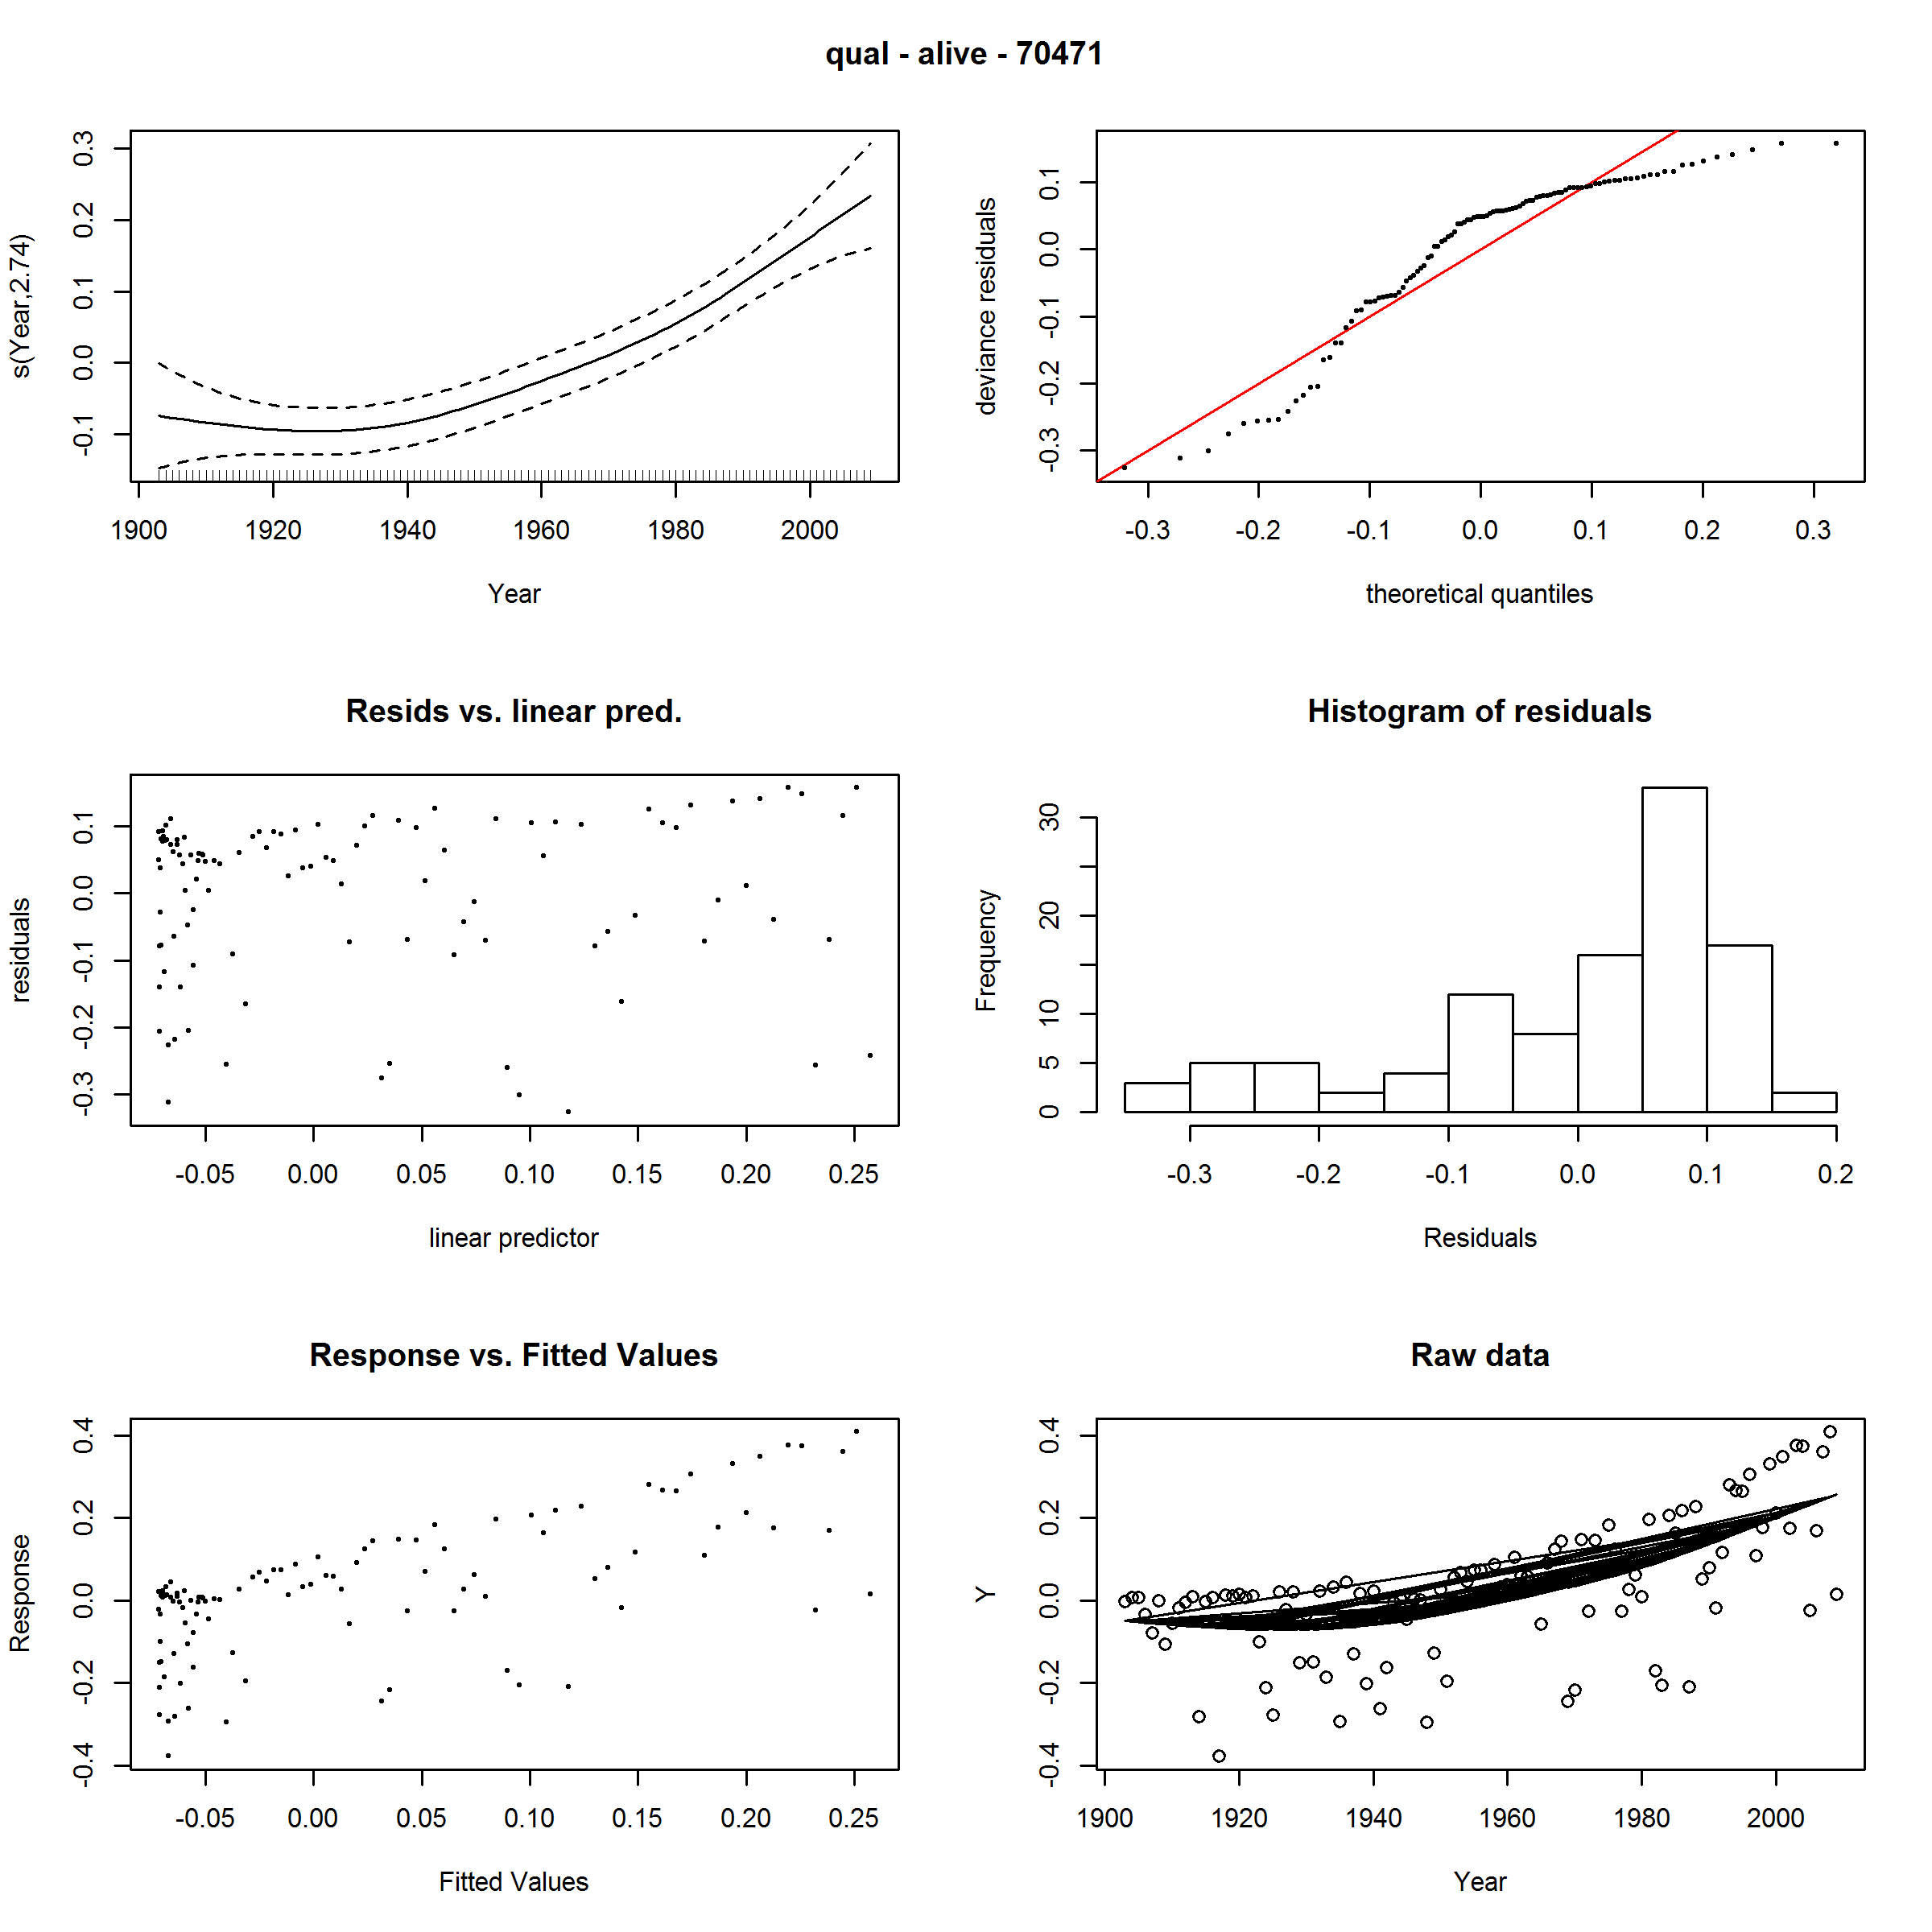 qual - alive - 70471
s(Year,2.74)
-0.1 0.0 0.1 0.2 0.3
1900 1920 1940 1960 1980 2000
Year
deviance residuals
-0.3 -0.2 -0.1 0.0 0.1
-0.3 -0.2 -0.1 0.0 0.1 0.2 0.3
theoretical quantiles
Resids vs. linear pred.
residuals
-0.3 -0.2 -0.1 0.0 0.1
-0.05 0.00 0.05 0.10 0.15 0.20 0.25
linear predictor
Histogram of residuals
Frequency
0 5 10 20 30
-0.3 -0.2 -0.1 0.0 0.1 0.2
Residuals
Response vs. Fitted Values
Response
-0.4 -0.2 0.0 0.2 0.4
-0.05 0.00 0.05 0.10 0.15 0.20 0.25
Fitted Values
Raw data
Y
-0.4 -0.2 0.0 0.2 0.4
1900 1920 1940 1960 1980 2000
Year